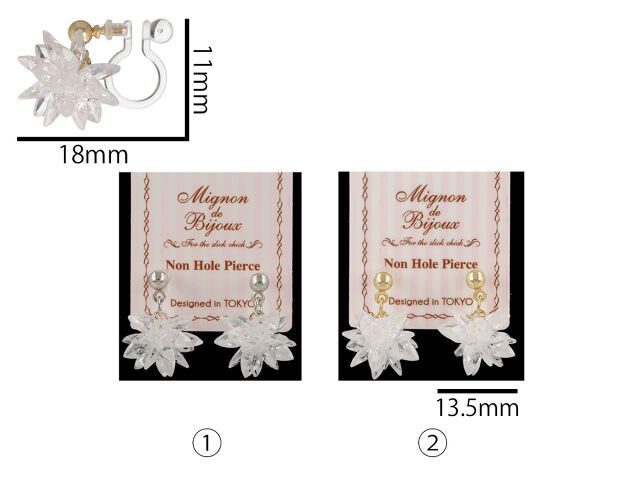 11mm
18mm
Mignon
de
Bijoux
For the slick chick
Non Hole Pierce
Designed in TOKYO
Mignon
de
Bijoux
For the slick chick
Non Hole Pierce
Designed in TOKYO
13.5mm
① ②